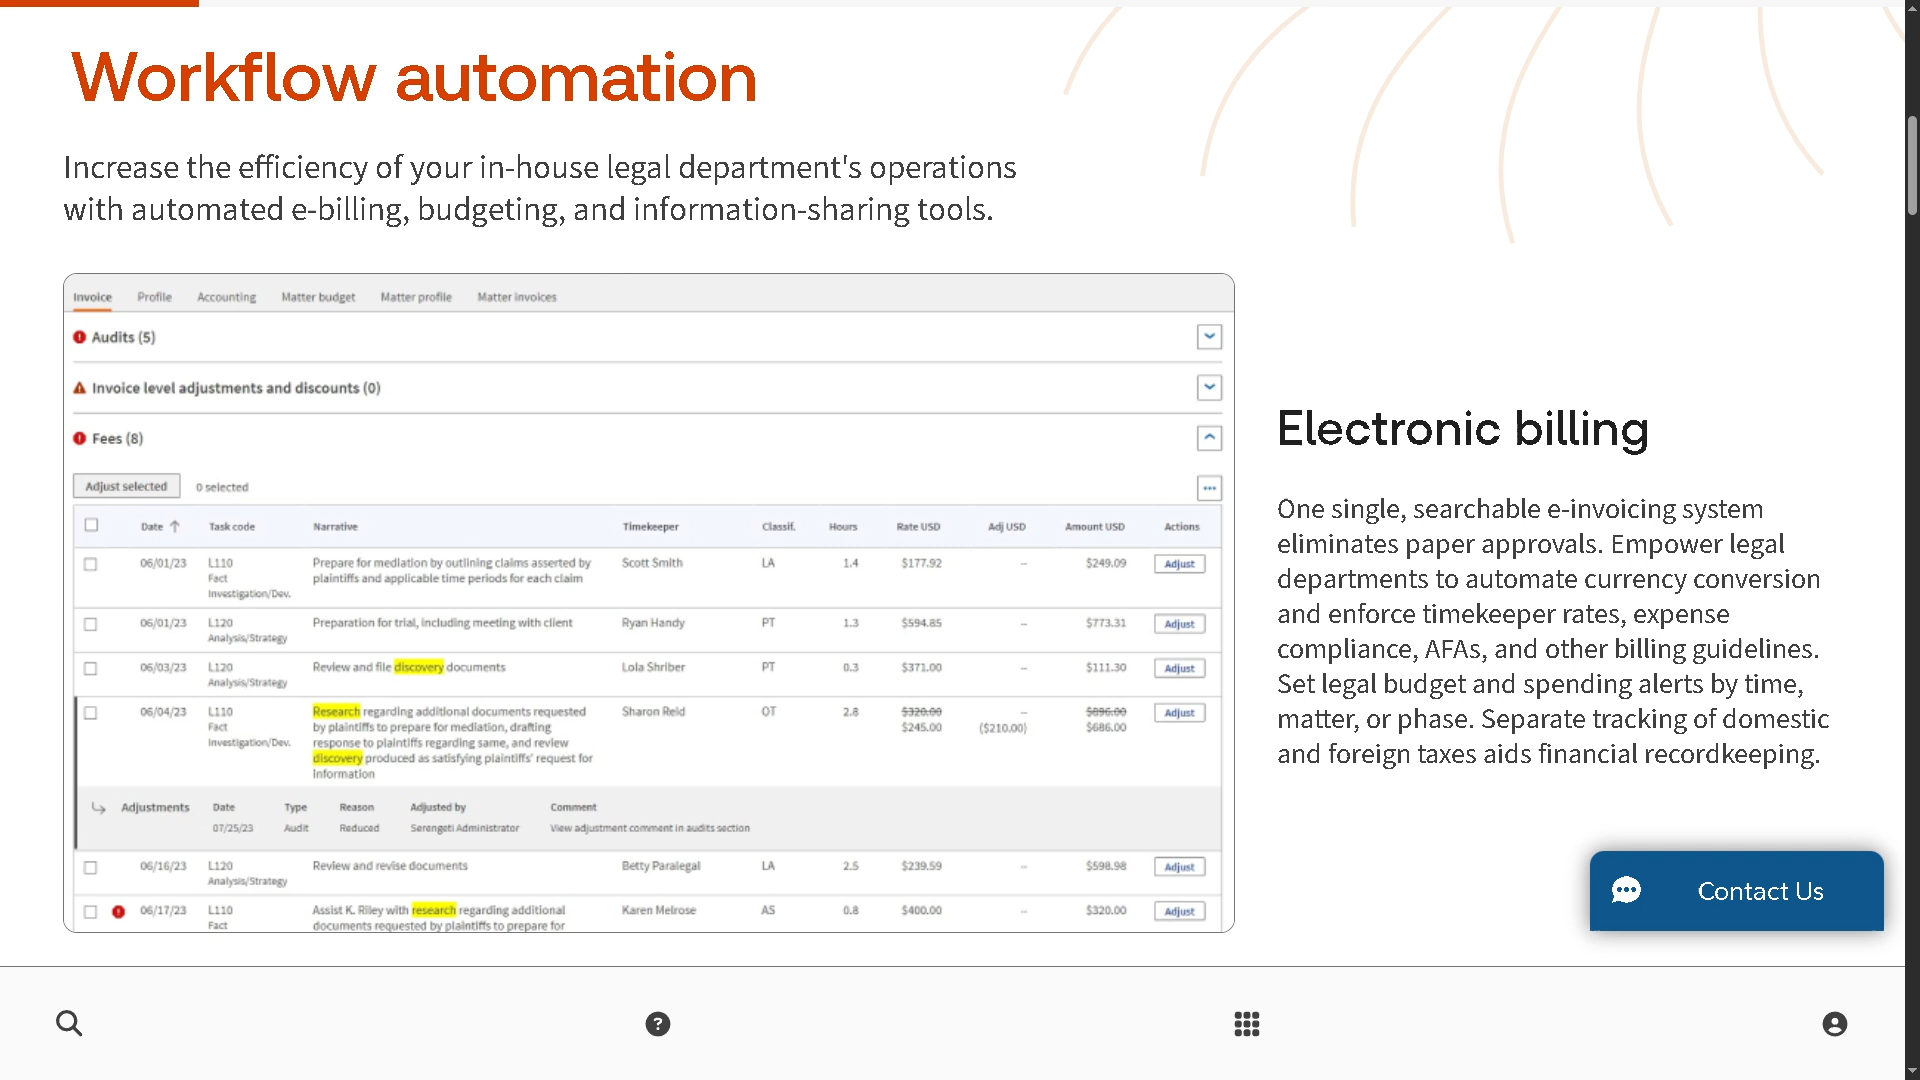 Workflow automation
Increase the efficiency of your in-house legal department's operations
with automated e-billing, budgeting, and information-sharing tools.
Invoice Profile Accounting Matter budget Matter profile Matter invoices
Audits (5)
Invoice level adjustments and discounts (0)
Fees (8)
Adjust selected 0 selected
Date Task code Narrative Timekeeper Classif. Hours Rate USD Adj USD Amount USD Actions
06/01/23 L110 Prepare for mediation by outlining claims asserted by Scott Smith LA 1.4 $177.92 -- $249.09 Adjust
Fact plaintiffs and applicable time periods for each claim
Investigation/Dev.
06/01/23 L120 Preparation for trial, including meeting with client Ryan Handy PT 1.3 $594.85 -- $773.31 Adjust
Analysis/Strategy
06/03/23 L120 Review and file discovery documents Lola Shriber PT 0.3 $371.00 -- $111.30 Adjust
Analysis/Strategy
06/04/23 L110 Research regarding additional documents requested Sharon Reid OT 2.8 $320.00 -- $896.00 Adjust
Fact by plaintiffs to prepare for mediation, drafting $245.00 ($210.00) $686.00
Investigation/Dev. response to plaintiffs regarding same, and review
discovery produced as satisfying plaintiffs' request for
information
Adjustments Date Type Reason Adjusted by Comment
07/25/23 Audit Reduced Serengeti Administrator View adjustment comment in audits section
06/16/23 L120 Review and revise documents Betty Paralegal LA 2.5 $239.59 -- $598.98 Adjust
Analysis/Strategy
06/17/23 L110 Assist K. Riley with research regarding additional Karen Melrose AS 0.8 $400.00 -- $320.00 Adjust
Fact documents requested by plaintiffs to prepare for
Electronic billing
One single, searchable e-invoicing system
eliminates paper approvals. Empower legal
departments to automate currency conversion
and enforce timekeeper rates, expense
compliance, AFAs, and other billing guidelines.
Set legal budget and spending alerts by time,
matter, or phase. Separate tracking of domestic
and foreign taxes aids financial recordkeeping.
Contact Us